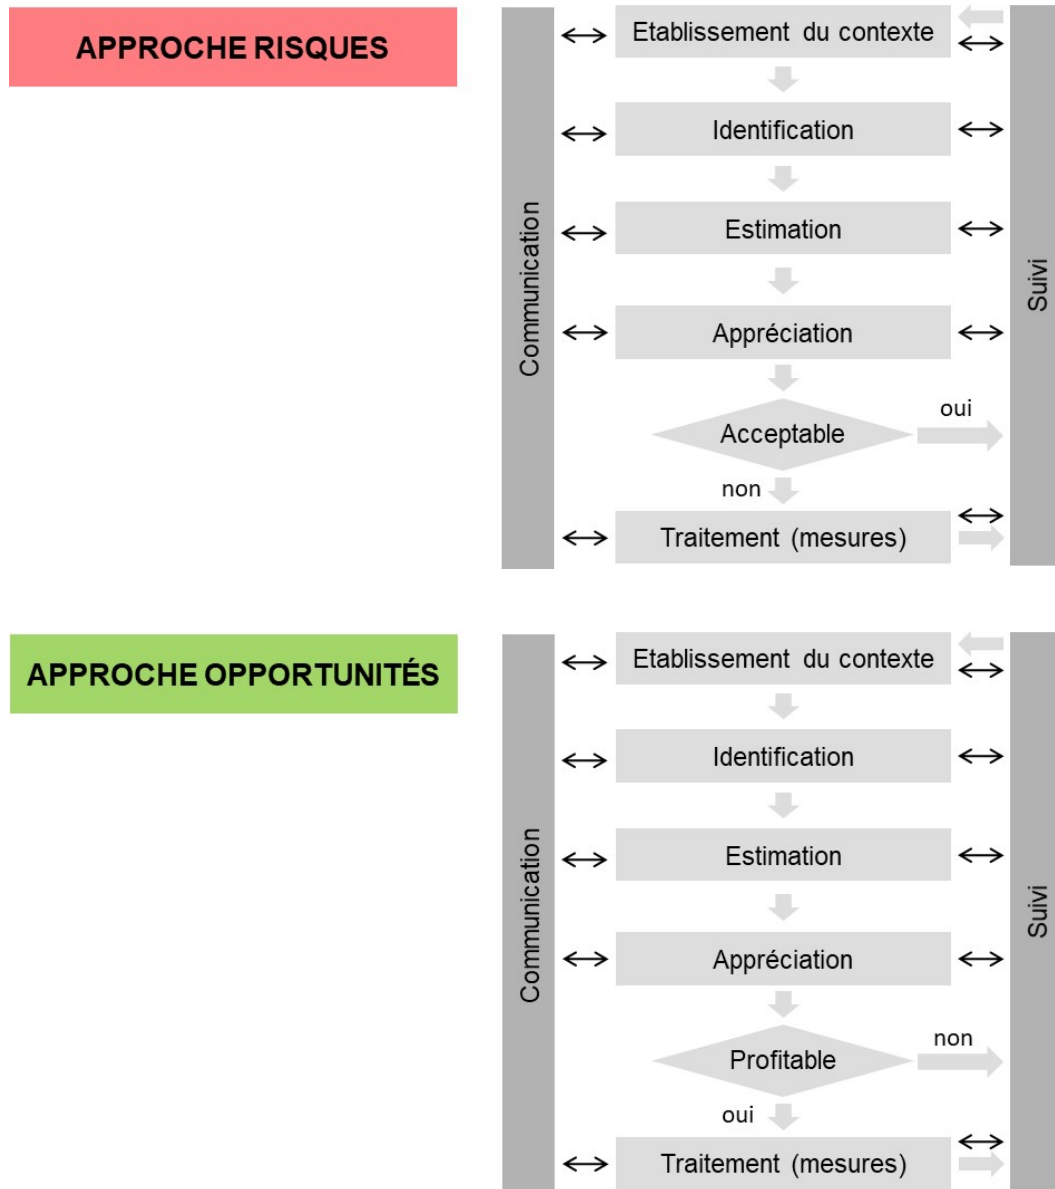 APPROCHE RISQUES
Communication
Etablissement du contexte
Identification
Estimation
Appréciation
Acceptable
oui
non
Traitement (mesures)
Suivi
APPROCHE OPPORTUNITÉS
Communication
Etablissement du contexte
Identification
Estimation
Appréciation
Profitable
non
oui
Traitement (mesures)
Suivi